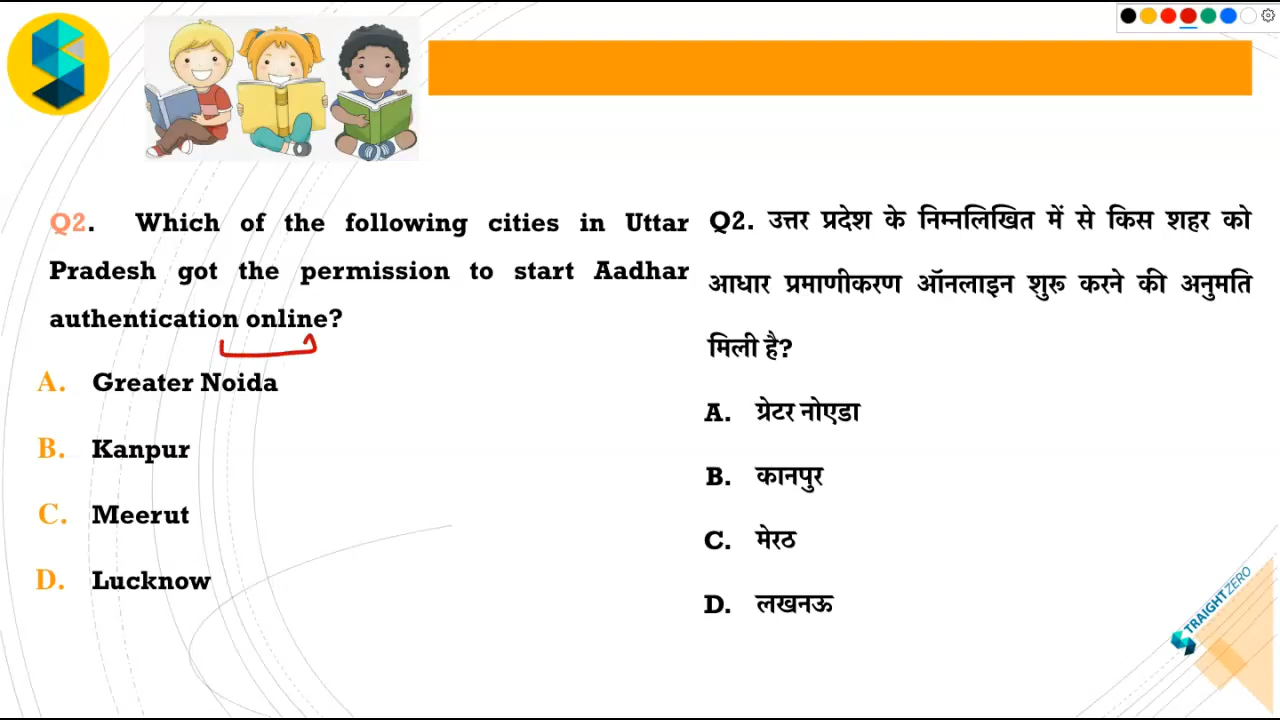 Q2. Which of the following cities in Uttar
Pradesh got the permission to start Aadhar
authentication online?
A. Greater Noida
B. Kanpur
C. Meerut
D. Lucknow
Q2. उत्तर प्रदेश के निम्नलिखित में से किस शहर को
आधार प्रमाणीकरण ऑनलाइन शुरू करने की अनुमति
मिली है?
A. ग्रेटर नोएडा
B. कानपुर
C. मेरठ
D. लखनऊ
STRAIGHTZERO